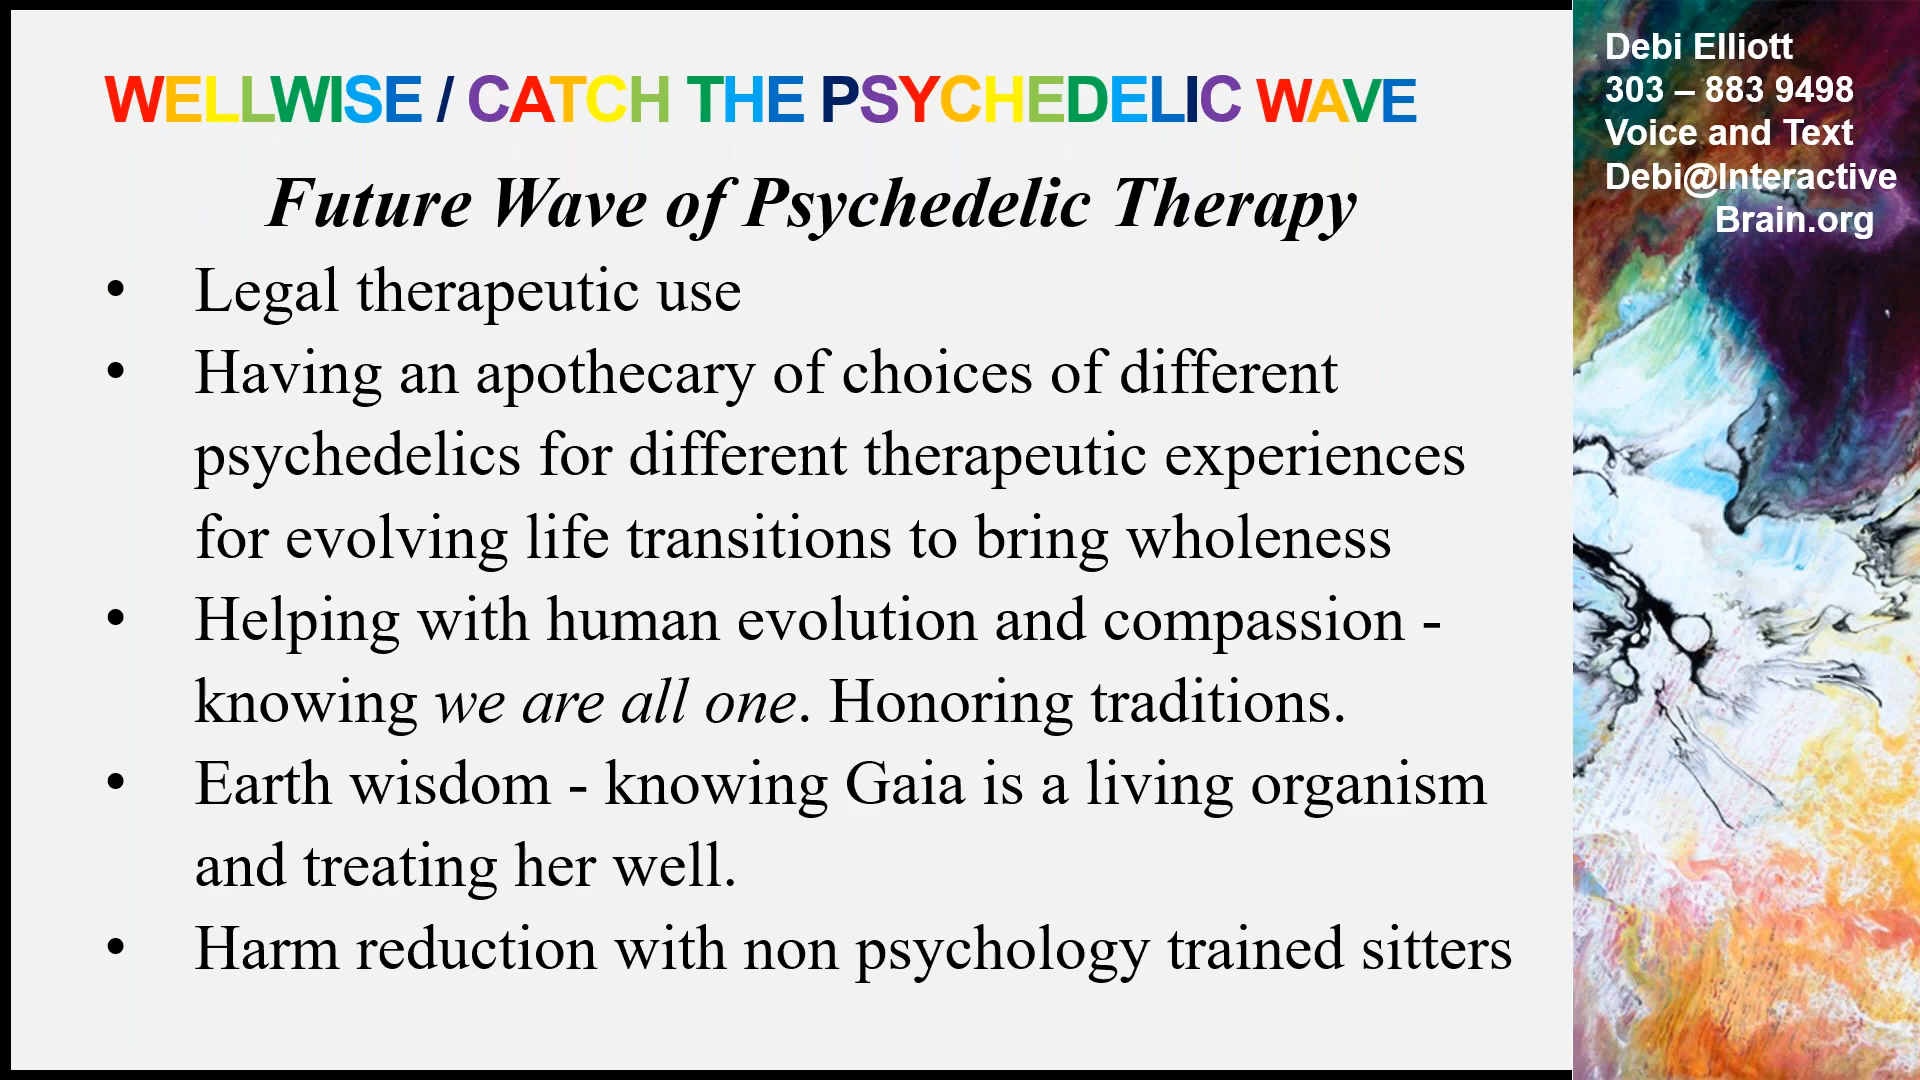 WELLWISE / CATCH THE PSYCHEDELIC WAVE
Future Wave of Psychedelic Therapy
• Legal therapeutic use
• Having an apothecary of choices of different
psychedelics for different therapeutic experiences
for evolving life transitions to bring wholeness
• Helping with human evolution and compassion -
knowing we are all one. Honoring traditions.
• Earth wisdom - knowing Gaia is a living organism
and treating her well.
• Harm reduction with non psychology trained sitters
Debi Elliott
303 – 883 9498
Voice and Text
Debi@Interactive
Brain.org